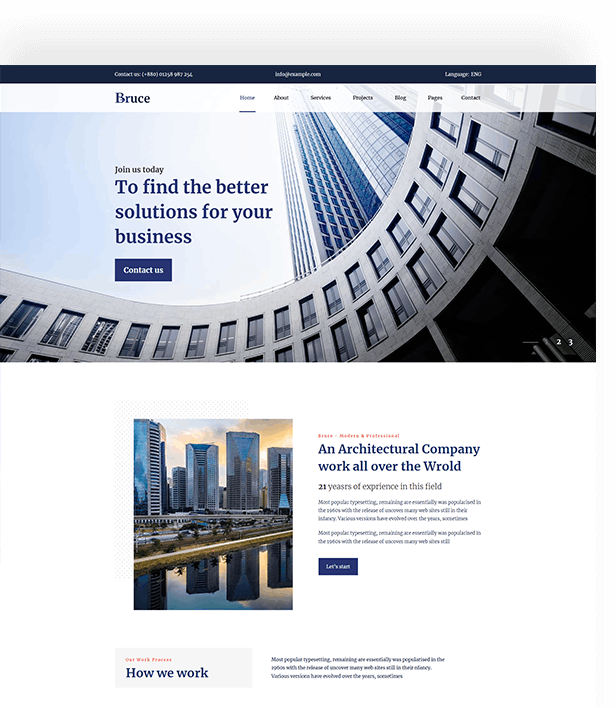 Contact us: (+880) 01258 987 254
info@example.com
Language: ENG
Bruce
Home
About
Services
Projects
Blog
Pages
Contact
Join us today
To find the better
solutions for your
business
Contact us
2 3
Bruce - Modern & Professional
An Architectural Company
work all over the Wrold
21 yeasrs of exprience in this field
Most popular typesetting, remaining are essentially was popularised in
the 1960s with the release of uncover many web sites still in their
infancy. Various versions have evolved over the years, sometimes
Most popular typesetting, remaining are essentially was popularised in
the 1960s with the release of uncover many web sites still
Let's start
Our Work Process
How we work
Most popular typesetting, remaining are essentially was popularised in the
1960s with the release of uncover many web sites still in their infancy.
Various versions have evolved over the years, sometimes